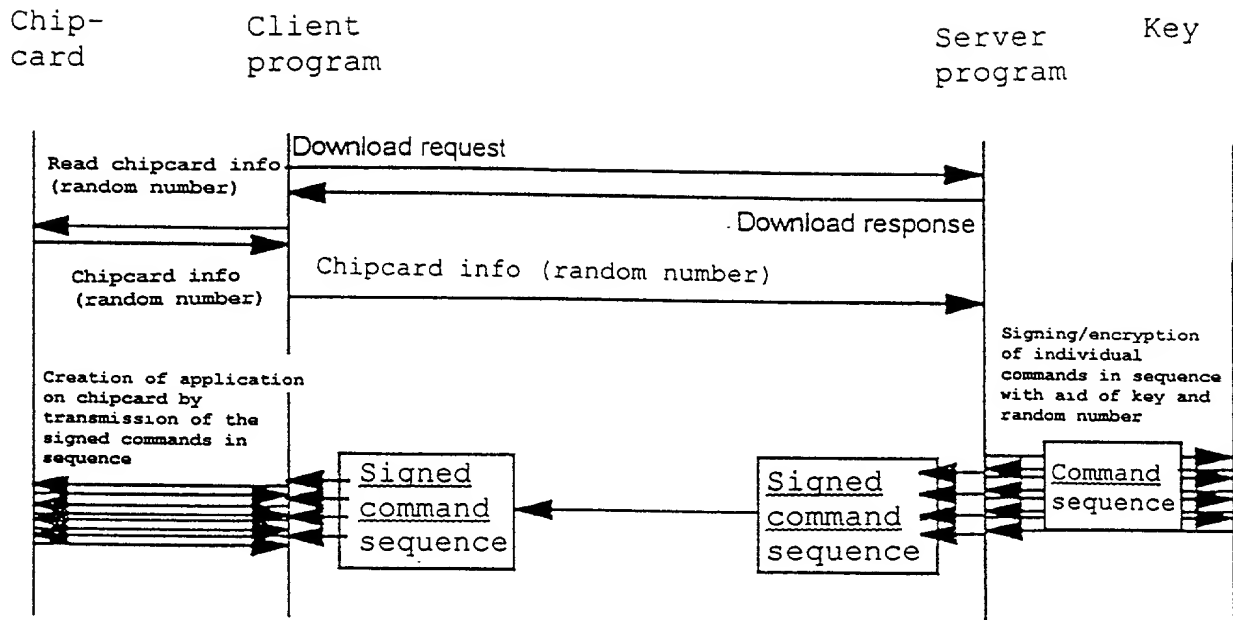 Chip-
card
Client
program
Server
program
Key
Download request
Read chipcard info
(random number)
Download response
Chipcard info
(random number)
Chipcard info (random number)
Signing/encryption
of individual
commands in sequence
with aid of key and
random number
Creation of application
on chipcard by
transmission of the
signed commands in
sequence
Signed
command
sequence
Signed
command
sequence
Command
sequence